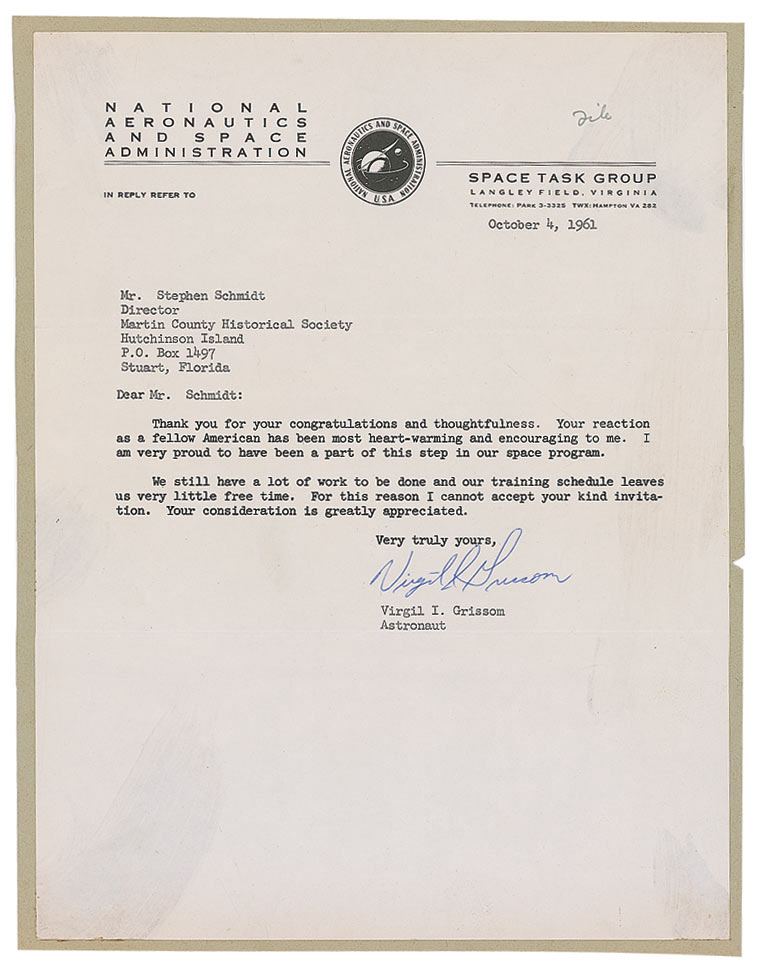 NATIONAL
AERONAUTICS
AND SPACE
ADMINISTRATION
IN REPLY REFER TO
NATIONAL AERONAUTICS AND SPACE ADMINISTRATION
USA
file
SPACE TASK GROUP
LANGLEY FIELD, VIRGINIA
TELEPHONE: PARK 3-3325 TWX: HAMPTON VA 282
October 4, 1961
Mr. Stephen Schmidt
Director
Martin County Historical Society
Hutchinson Island
P.O. Box 1497
Stuart, Florida
Dear Mr. Schmidt:
Thank you for your congratulations and thoughtfulness. Your reaction
as a fellow American has been most heart-warming and encouraging to me. I
am very proud to have been a part of this step in our space program.
We still have a lot of work to be done and our training schedule leaves
us very little free time. For this reason I cannot accept your kind invita-
tion. Your consideration is greatly appreciated.
Very truly yours,
Virgil I Grissom
Virgil I. Grissom
Astronaut